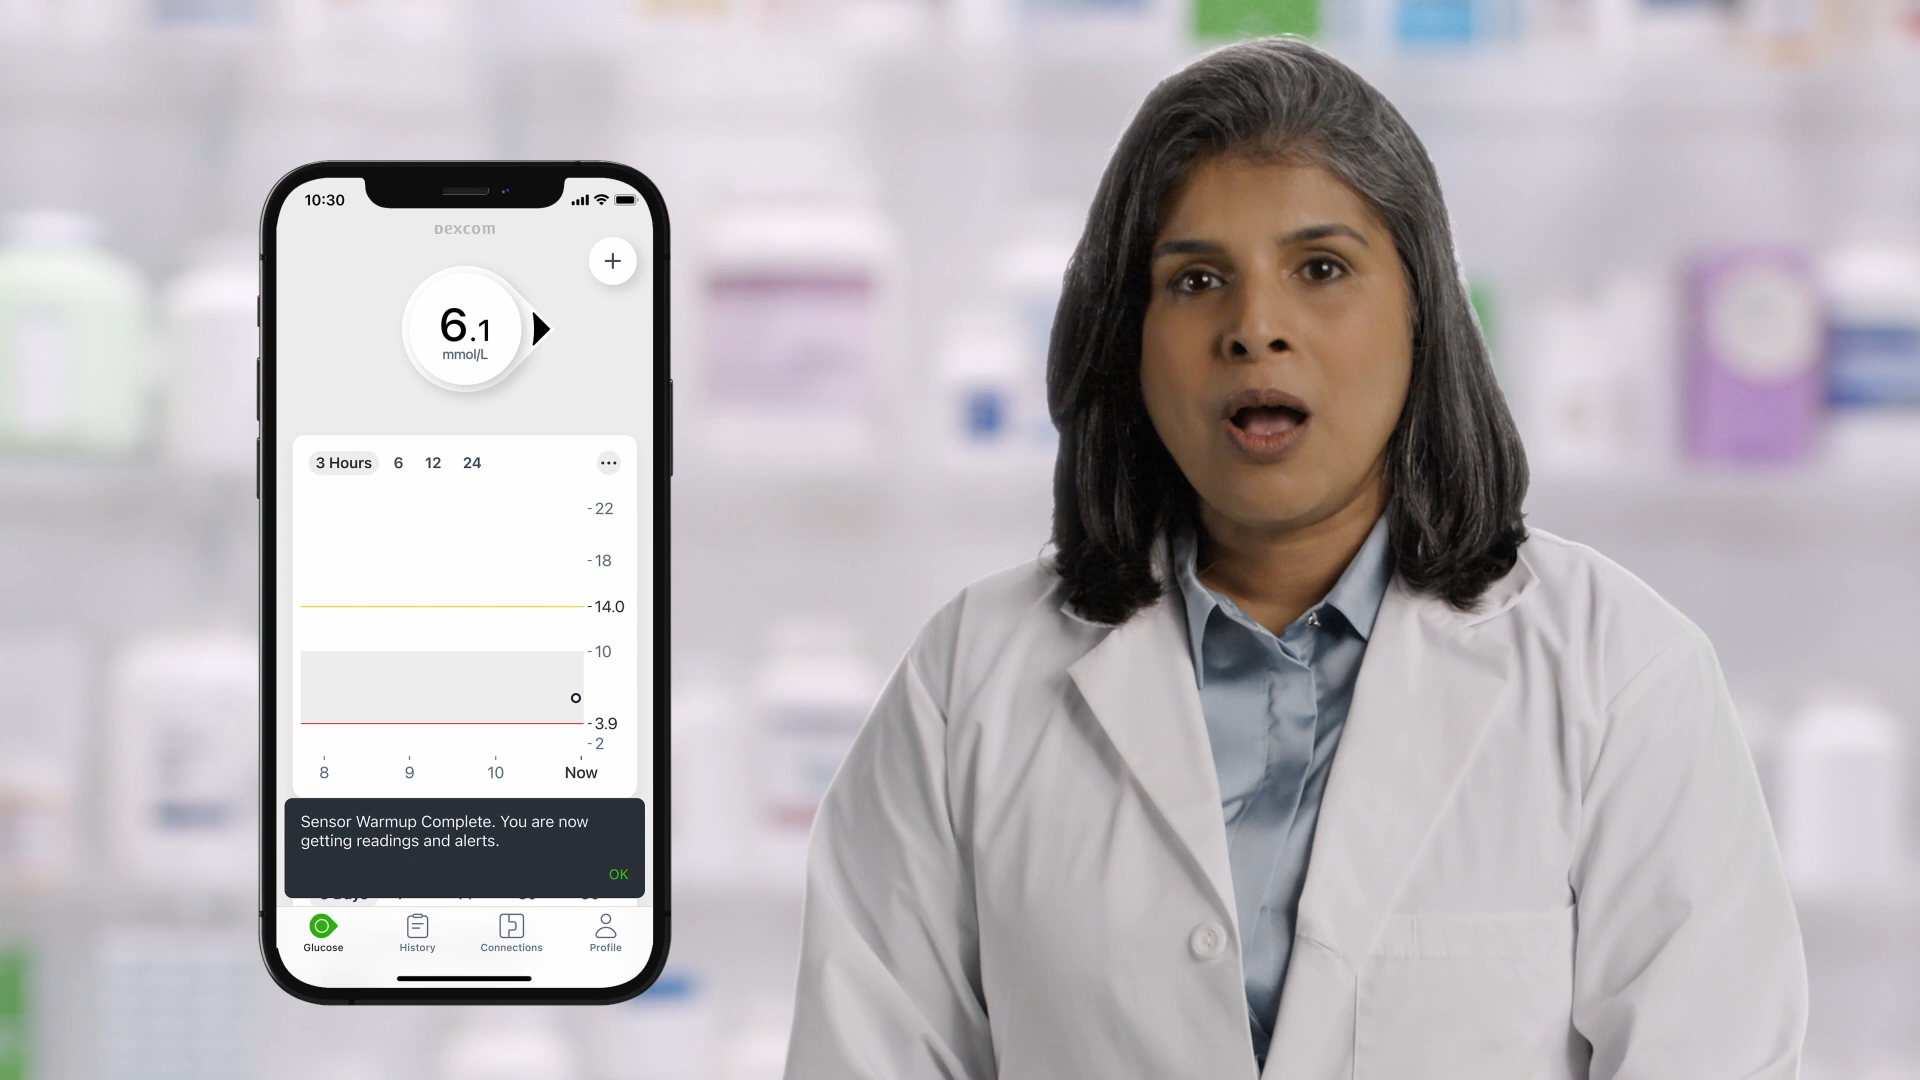 10:30
Dexcom
+
6.1
mmol/L
3 Hours 6 12 24
22
18
14.0
10
3.9
2
8 9 10 Now
Sensor Warmup Complete. You are now
getting readings and alerts.
OK
Glucose History Connections Profile